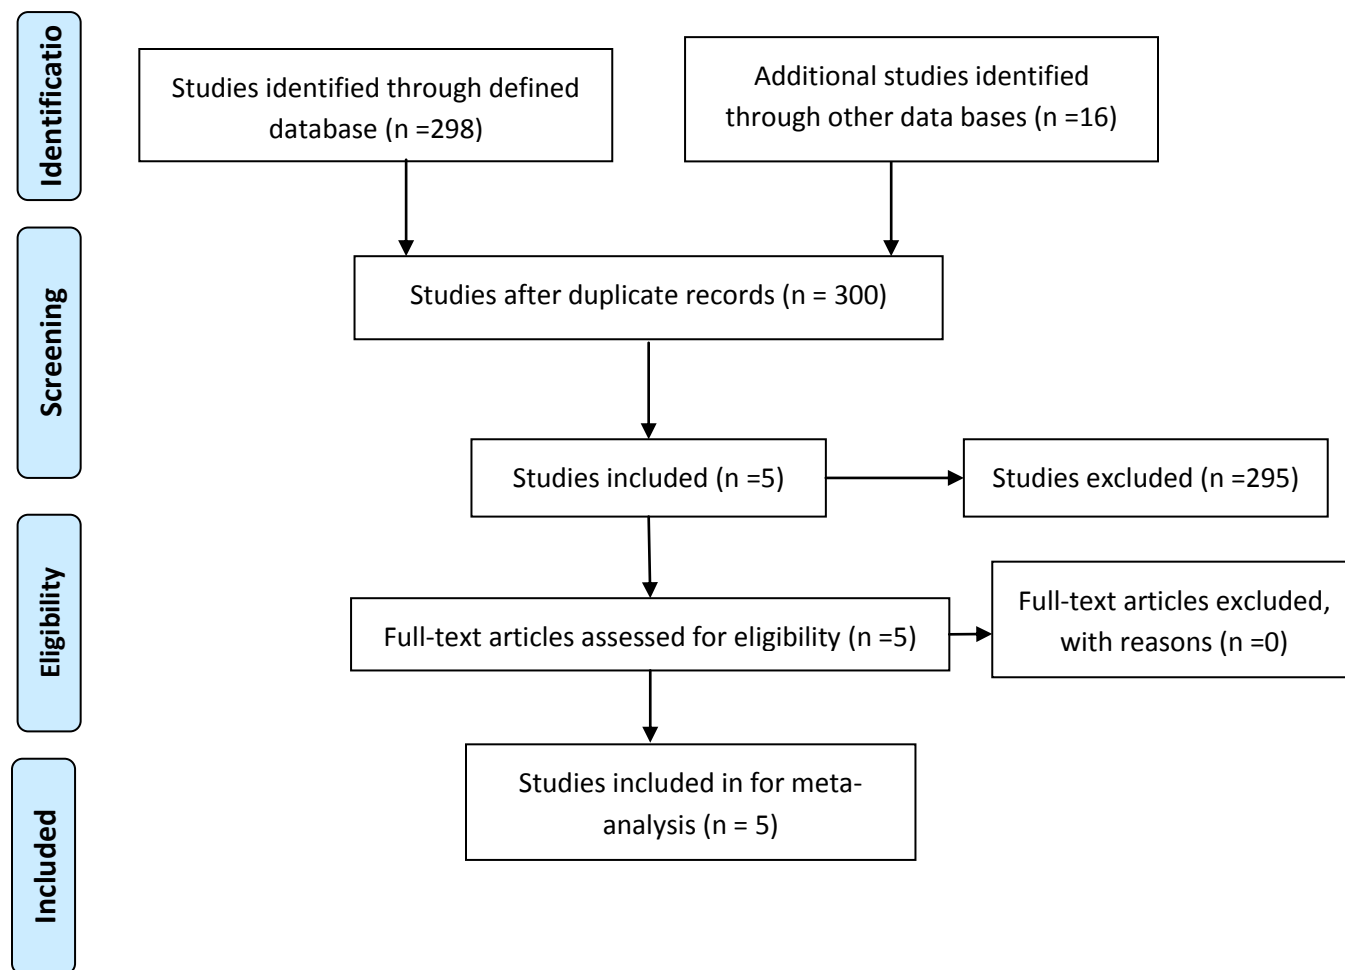 Identificatio
Studies identified through defined
database (n =298)
Additional studies identified
through other data bases (n =16)
Screening
Studies after duplicate records (n = 300)
Studies included (n =5)
Studies excluded (n =295)
Eligibility
Full-text articles assessed for eligibility (n =5)
Full-text articles excluded,
with reasons (n =0)
Included
Studies included in for meta-
analysis (n = 5)